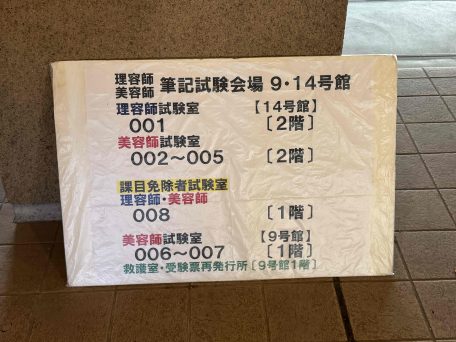 理容師
美容師 筆記試験会場 9・14号館
理容師試験室 【14号館】
001 〔2階〕
美容師試験室
002～005 〔2階〕
課目免除者試験室
理容師・美容師
008 〔1階〕
美容師試験室 【9号館】
006～007 〔1階〕
救護室・受験票再発行所〔9号館1階〕